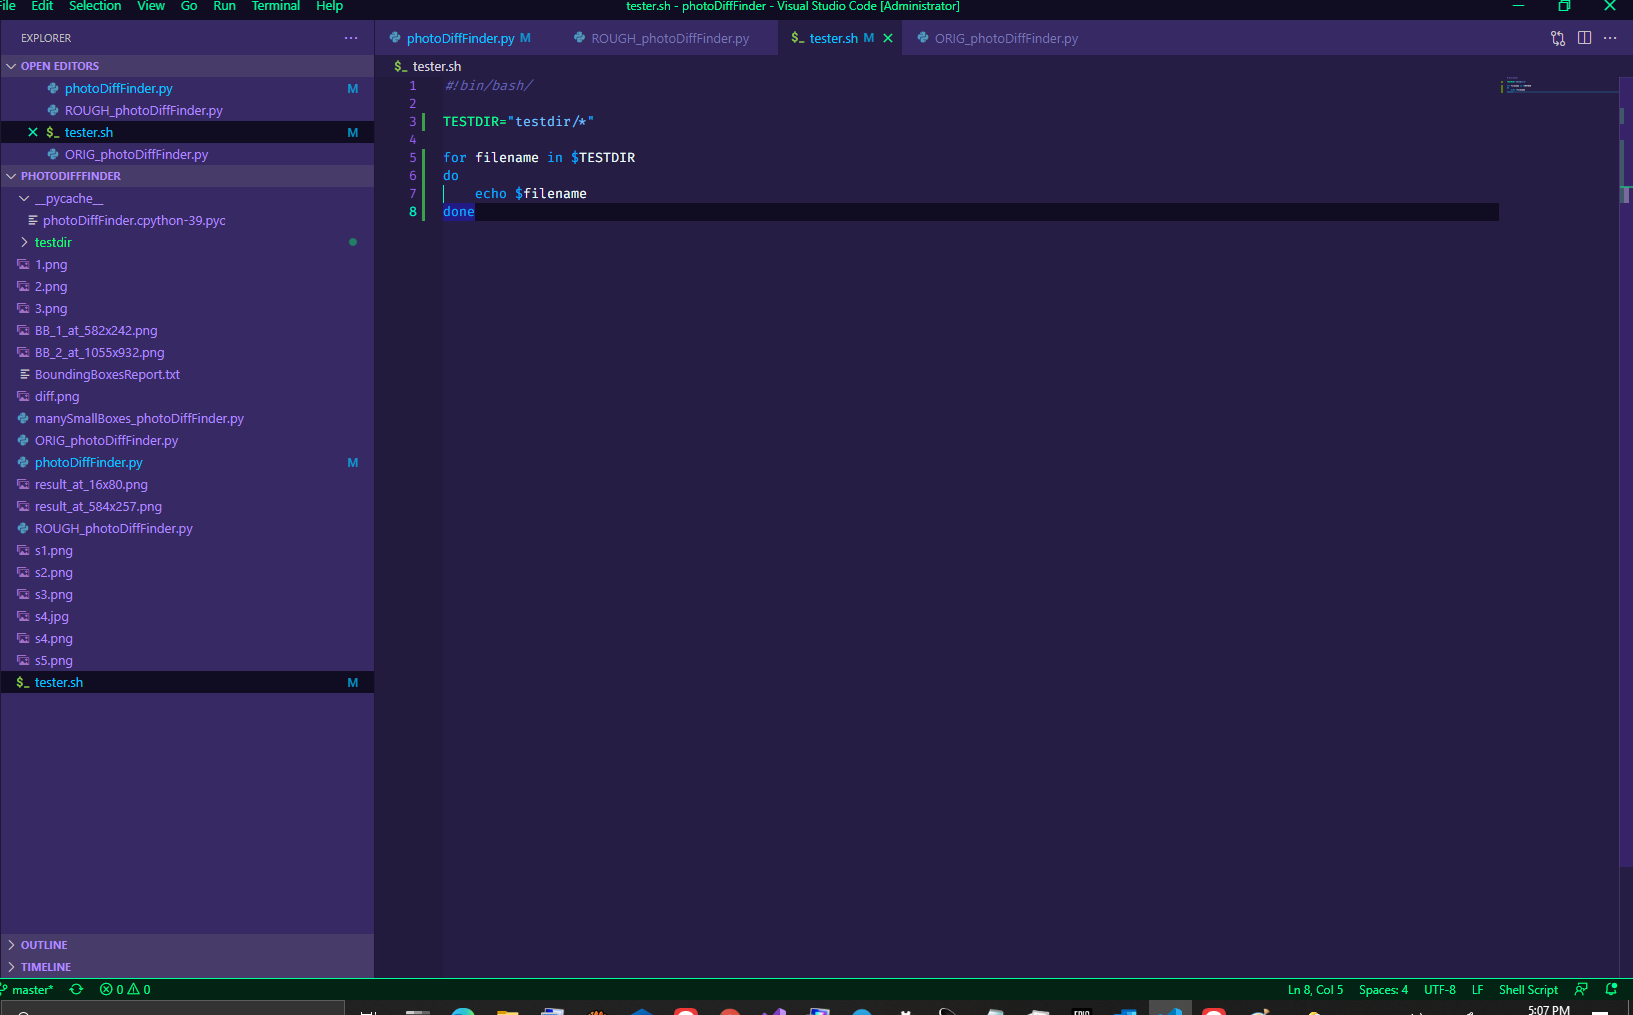 File Edit Selection View Go Run Terminal Help tester.sh - photoDiffFinder - Visual Studio Code [Administrator]
EXPLORER
photoDiffFinder.py M ROUGH_photoDiffFinder.py $_ tester.sh M ORIG_photoDiffFinder.py
OPEN EDITORS
photoDiffFinder.py M
ROUGH_photoDiffFinder.py
$_ tester.sh M
ORIG_photoDiffFinder.py
PHOTODIFFFINDER
__pycache__
photoDiffFinder.cpython-39.pyc
testdir
1.png
2.png
3.png
BB_1_at_582x242.png
BB_2_at_1055x932.png
BoundingBoxesReport.txt
diff.png
manySmallBoxes_photoDiffFinder.py
ORIG_photoDiffFinder.py
photoDiffFinder.py M
result_at_16x80.png
result_at_584x257.png
ROUGH_photoDiffFinder.py
s1.png
s2.png
s3.png
s4.jpg
s4.png
s5.png
$_ tester.sh M
OUTLINE
TIMELINE
$_ tester.sh
1 #!bin/bash/
2
3 TESTDIR="testdir/*"
4
5 for filename in $TESTDIR
6 do
7 echo $filename
8 done
master* 0 0 Ln 8, Col 5 Spaces: 4 UTF-8 LF Shell Script
5:07 PM